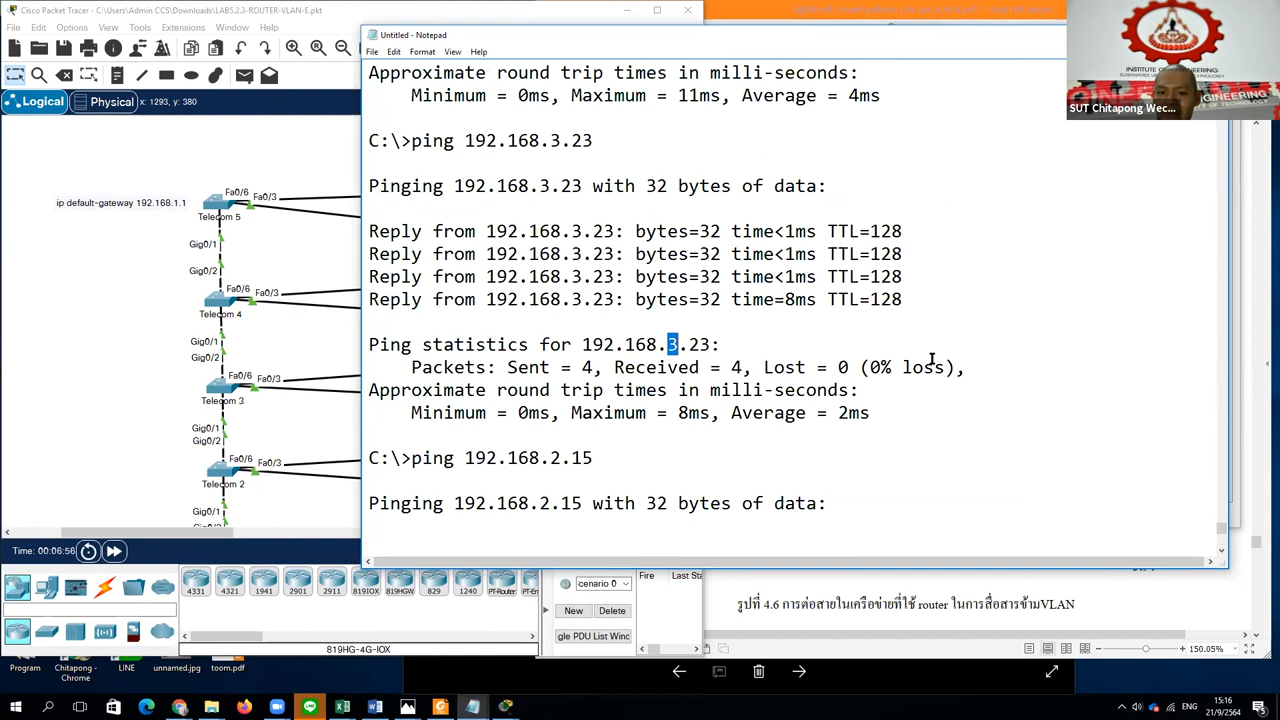 Cisco Packet Tracer - C:\Users\Admin CCS\Downloads\LAB5.2.3-ROUTER-VLAN-E.pkt
File Edit Options View Tools Extensions Window Help
Logical Physical x: 1293, y: 380
ip default-gateway 192.168.1.1
Fa0/6 Fa0/3
Telecom 5
Gig0/1
Gig0/2
Fa0/6 Fa0/3
Telecom 4
Gig0/1
Gig0/2
Fa0/6 Fa0/3
Telecom 3
Gig0/2
Gig0/1
Fa0/6 Fa0/3
Telecom 2
Gig0/1
Time: 00:06:56
4331 4321 1941 2901 2911 819IOX 819HGW 829 1240 PT-Router PT-En
819HG-4G-IOX
Untitled - Notepad
File Edit Format View Help
Approximate round trip times in milli-seconds:
Minimum = 0ms, Maximum = 11ms, Average = 4ms
C:\>ping 192.168.3.23
Pinging 192.168.3.23 with 32 bytes of data:
Reply from 192.168.3.23: bytes=32 time<1ms TTL=128
Reply from 192.168.3.23: bytes=32 time<1ms TTL=128
Reply from 192.168.3.23: bytes=32 time<1ms TTL=128
Reply from 192.168.3.23: bytes=32 time=8ms TTL=128
Ping statistics for 192.168.3.23:
Packets: Sent = 4, Received = 4, Lost = 0 (0% loss),
Approximate round trip times in milli-seconds:
Minimum = 0ms, Maximum = 8ms, Average = 2ms
C:\>ping 192.168.2.15
Pinging 192.168.2.15 with 32 bytes of data:
SUT Chitapong Wec...
cenario 0
Fire Last Sta
New Delete
gle PDU List Winc
รูปที่ 4.6 การต่อสายในเครือข่ายที่ใช้ router ในการสื่อสารข้ามVLAN
150.05%
Program Chitapong - Chrome LINE unnamed.jpg toom.pdf
15:16
21/9/2564